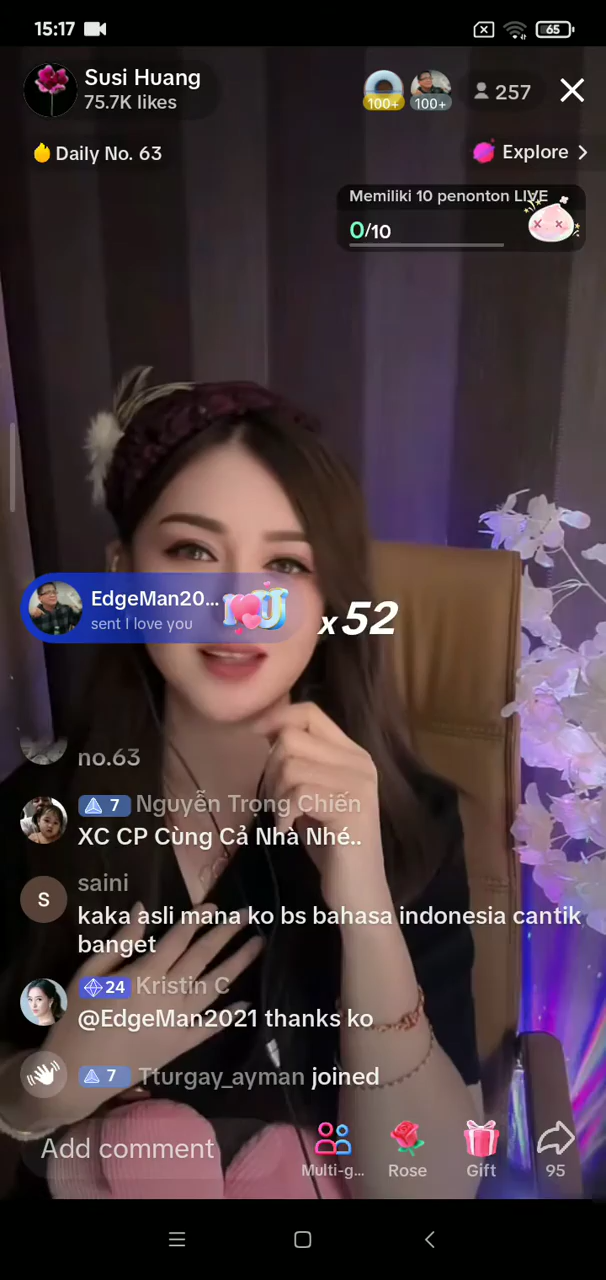 15:17
65
Susi Huang
75.7K likes
100+
100+
257
Daily No. 63
Explore
Memiliki 10 penonton LIVE
0/10
EdgeMan20...
sent I love you
x52
no.63
7 Nguyễn Trọng Chiến
XC CP Cùng Cả Nhà Nhé..
saini
S
kaka asli mana ko bs bahasa indonesia cantik
banget
24 Kristin C
@EdgeMan2021 thanks ko
7 Tturgay_ayman joined
Add comment
Multi-g...
Rose
Gift
95